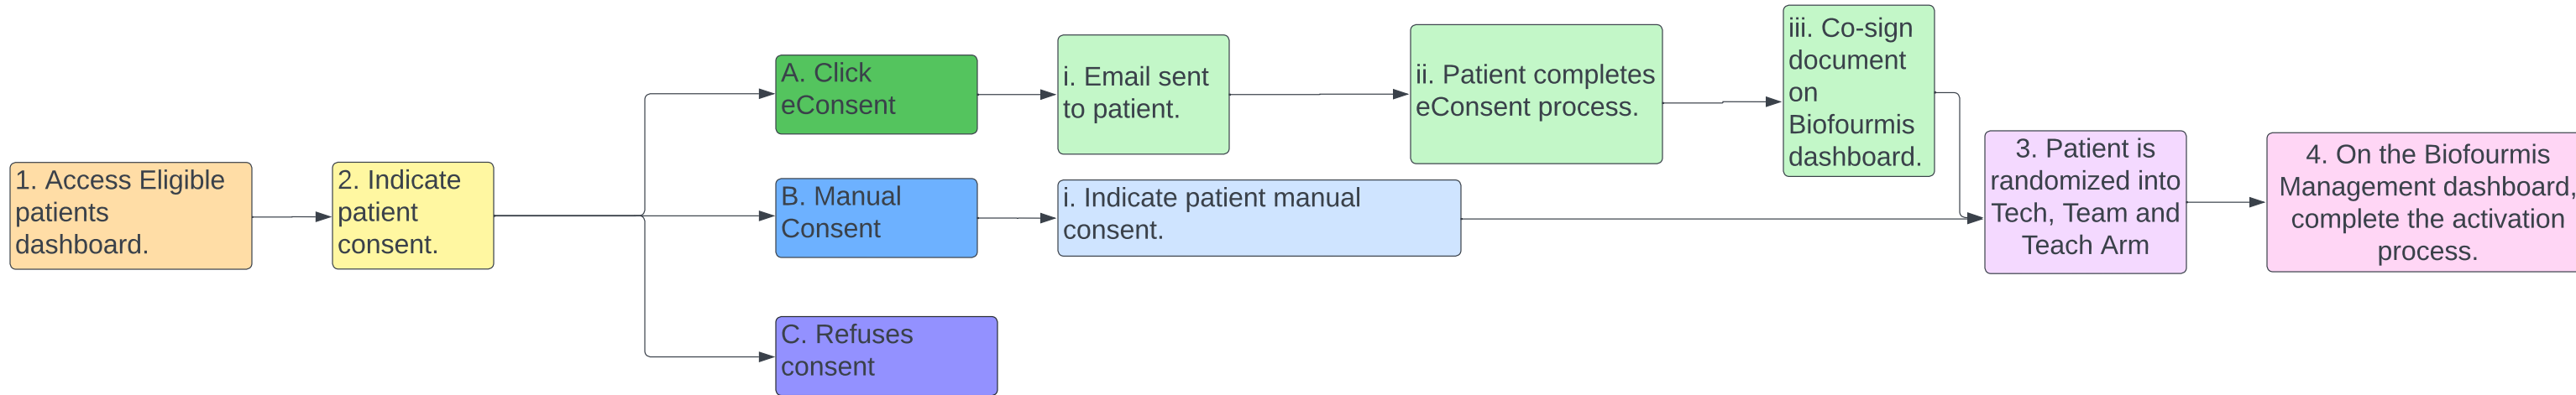 1. Access Eligible
patients
dashboard.
2. Indicate
patient
consent.
A. Click
eConsent
i. Email sent
to patient.
ii. Patient completes
eConsent process.
iii. Co-sign
document
on
Biofourmis
dashboard.
B. Manual
Consent
i. Indicate patient manual
consent.
C. Refuses
consent
3. Patient is
randomized into
Tech, Team and
Teach Arm
4. On the Biofourmis
Management dashboard,
complete the activation
process.